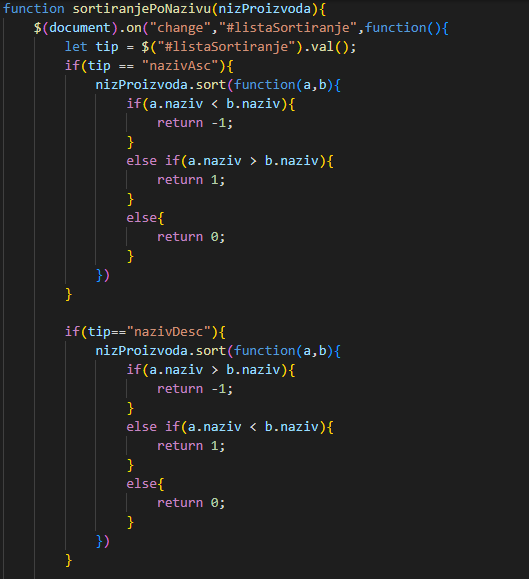 function sortiranjePoNazivu(nizProizvoda){
    $(document).on("change","#listaSortiranje",function(){
        let tip = $("#listaSortiranje").val();
        if(tip == "nazivAsc"){
            nizProizvoda.sort(function(a,b){
                if(a.naziv < b.naziv){
                    return -1;
                }
                else if(a.naziv > b.naziv){
                    return 1;
                }
                else{
                    return 0;
                }
            })
        }

        if(tip=="nazivDesc"){
            nizProizvoda.sort(function(a,b){
                if(a.naziv > b.naziv){
                    return -1;
                }
                else if(a.naziv < b.naziv){
                    return 1;
                }
                else{
                    return 0;
                }
            })
        }